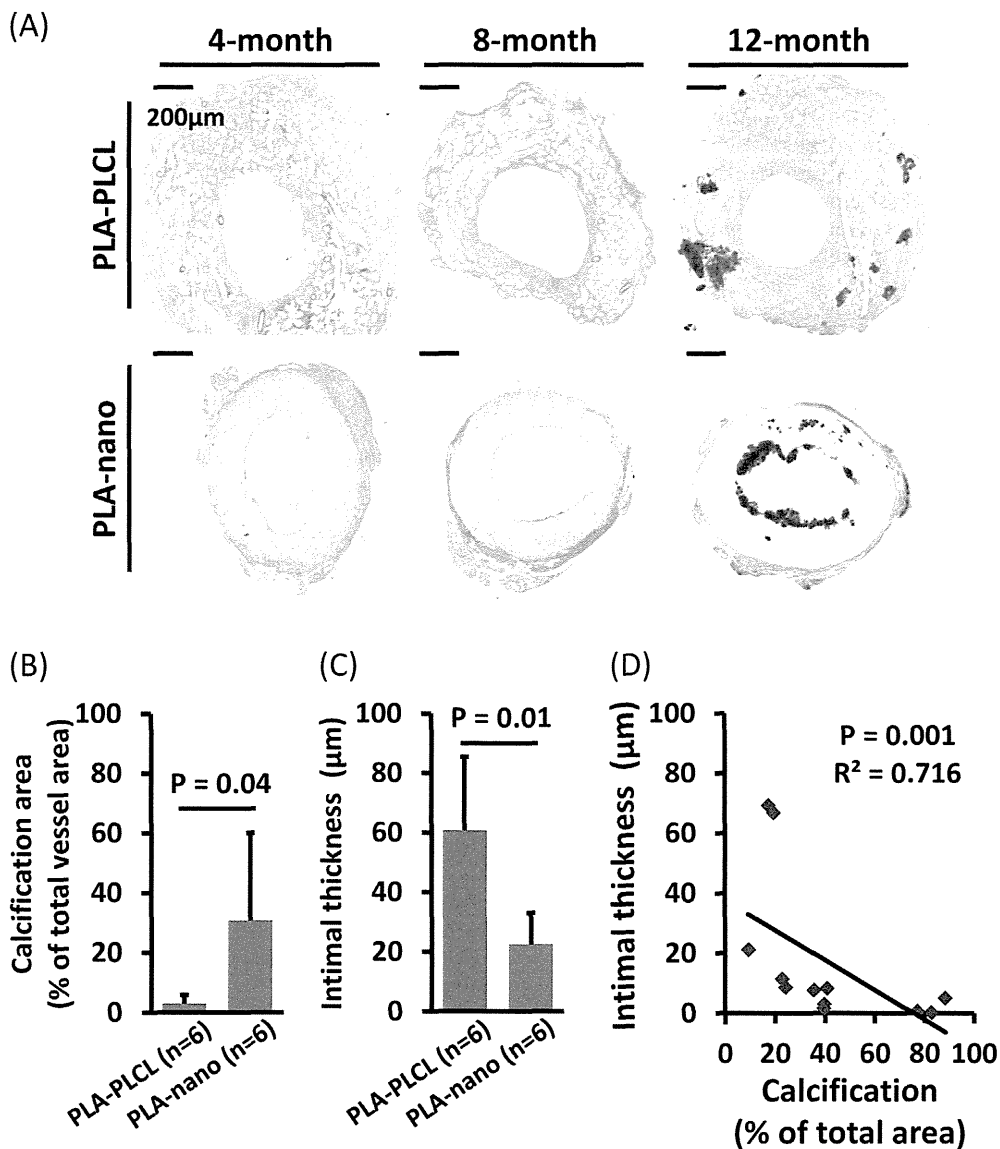 (A)
4-month 8-month 12-month
200μm
PLA-PLCL
PLA-nano
(B)
Calcification area
(% of total vessel area)
100
80
60
40
20
0
P = 0.04
PLA-PLCL (n=6)
PLA-nano (n=6)
(C)
Intimal thickness (μm)
100
80
60
40
20
0
P = 0.01
PLA-PLCL (n=6)
PLA-nano (n=6)
(D)
Intimal thickness (μm)
100
80
60
40
20
0
P = 0.001
R² = 0.716
0 20 40 60 80 100
Calcification
(% of total area)